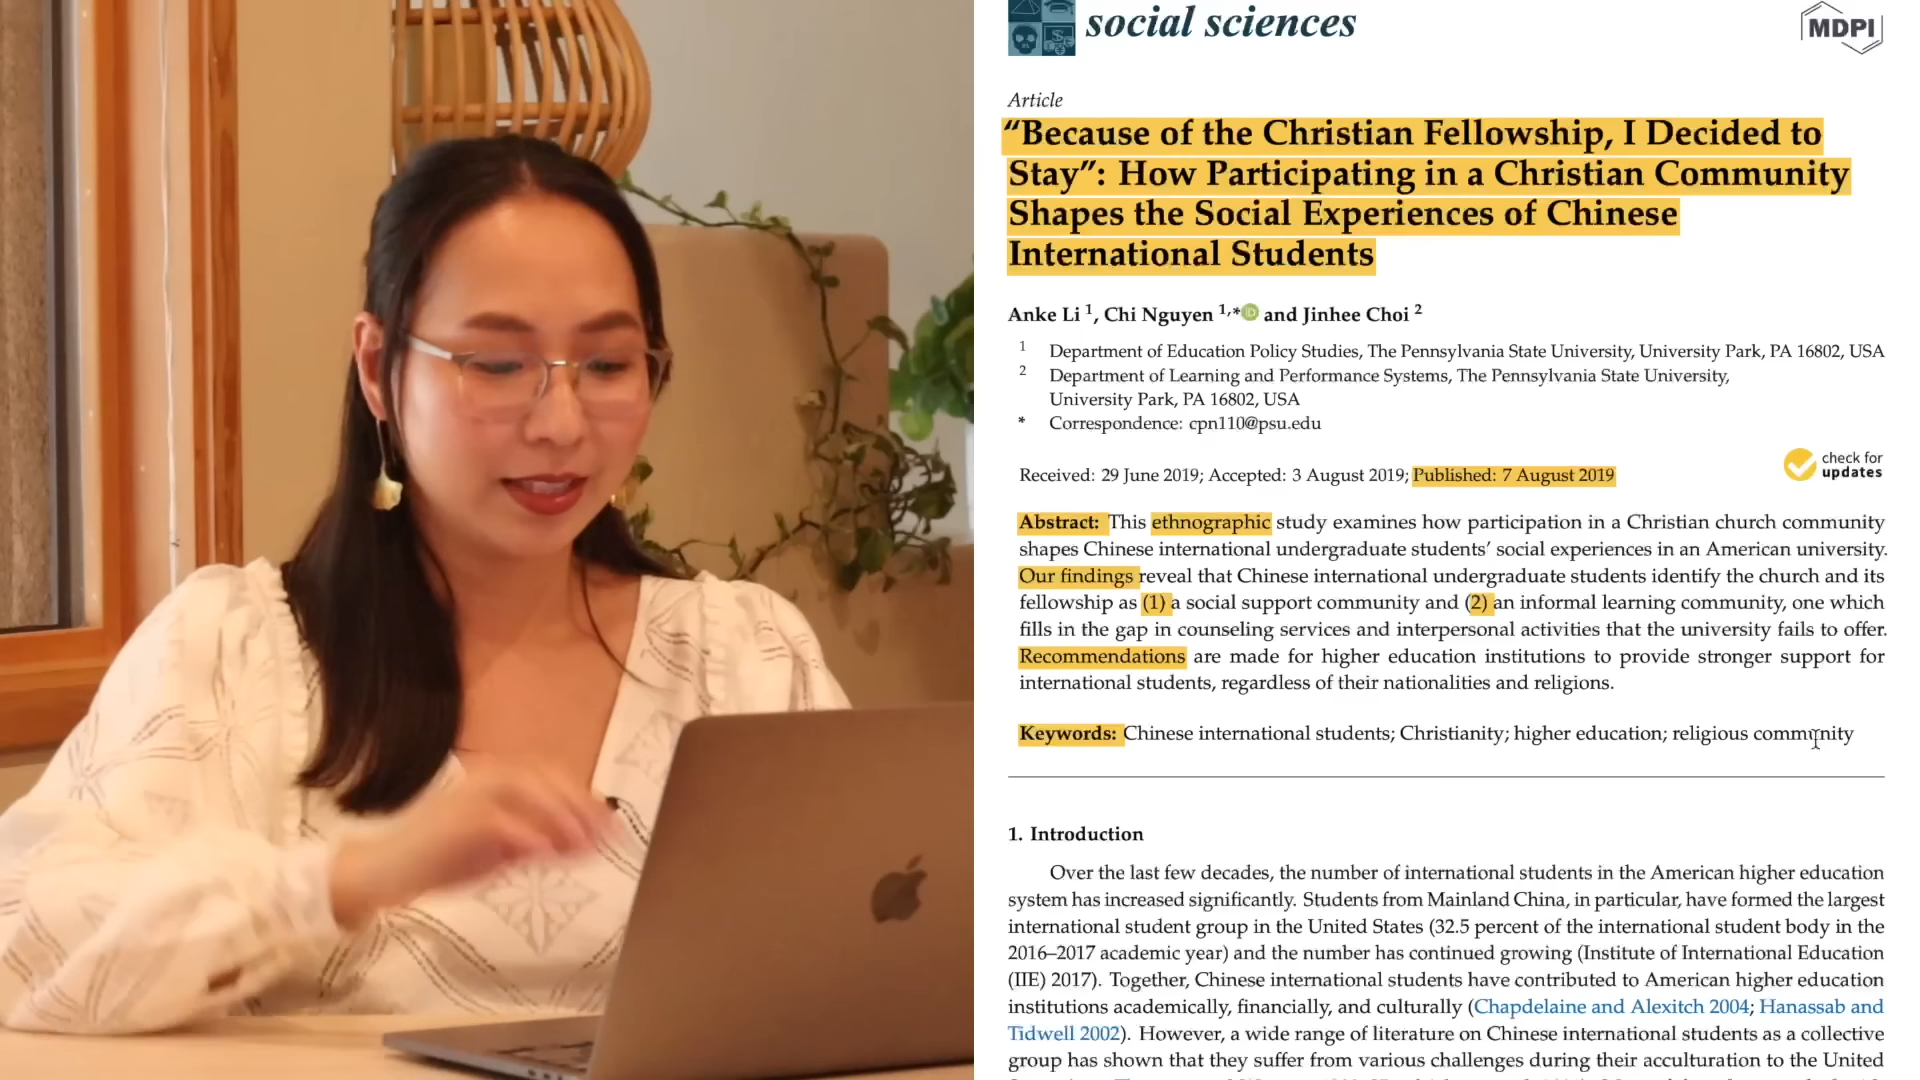 social sciences
MDPI
Article
“Because of the Christian Fellowship, I Decided to
Stay”: How Participating in a Christian Community
Shapes the Social Experiences of Chinese
International Students
Anke Li 1, Chi Nguyen 1,* iD and Jinhee Choi 2
1 Department of Education Policy Studies, The Pennsylvania State University, University Park, PA 16802, USA
2 Department of Learning and Performance Systems, The Pennsylvania State University,
University Park, PA 16802, USA
* Correspondence: cpn110@psu.edu
Received: 29 June 2019; Accepted: 3 August 2019; Published: 7 August 2019
check for
updates
Abstract: This ethnographic study examines how participation in a Christian church community
shapes Chinese international undergraduate students’ social experiences in an American university.
Our findings reveal that Chinese international undergraduate students identify the church and its
fellowship as (1) a social support community and (2) an informal learning community, one which
fills in the gap in counseling services and interpersonal activities that the university fails to offer.
Recommendations are made for higher education institutions to provide stronger support for
international students, regardless of their nationalities and religions.
Keywords: Chinese international students; Christianity; higher education; religious community
1. Introduction
Over the last few decades, the number of international students in the American higher education
system has increased significantly. Students from Mainland China, in particular, have formed the largest
international student group in the United States (32.5 percent of the international student body in the
2016–2017 academic year) and the number has continued growing (Institute of International Education
(IIE) 2017). Together, Chinese international students have contributed to American higher education
institutions academically, financially, and culturally (Chapdelaine and Alexitch 2004; Hanassab and
Tidwell 2002). However, a wide range of literature on Chinese international students as a collective
group has shown that they suffer from various challenges during their acculturation to the United